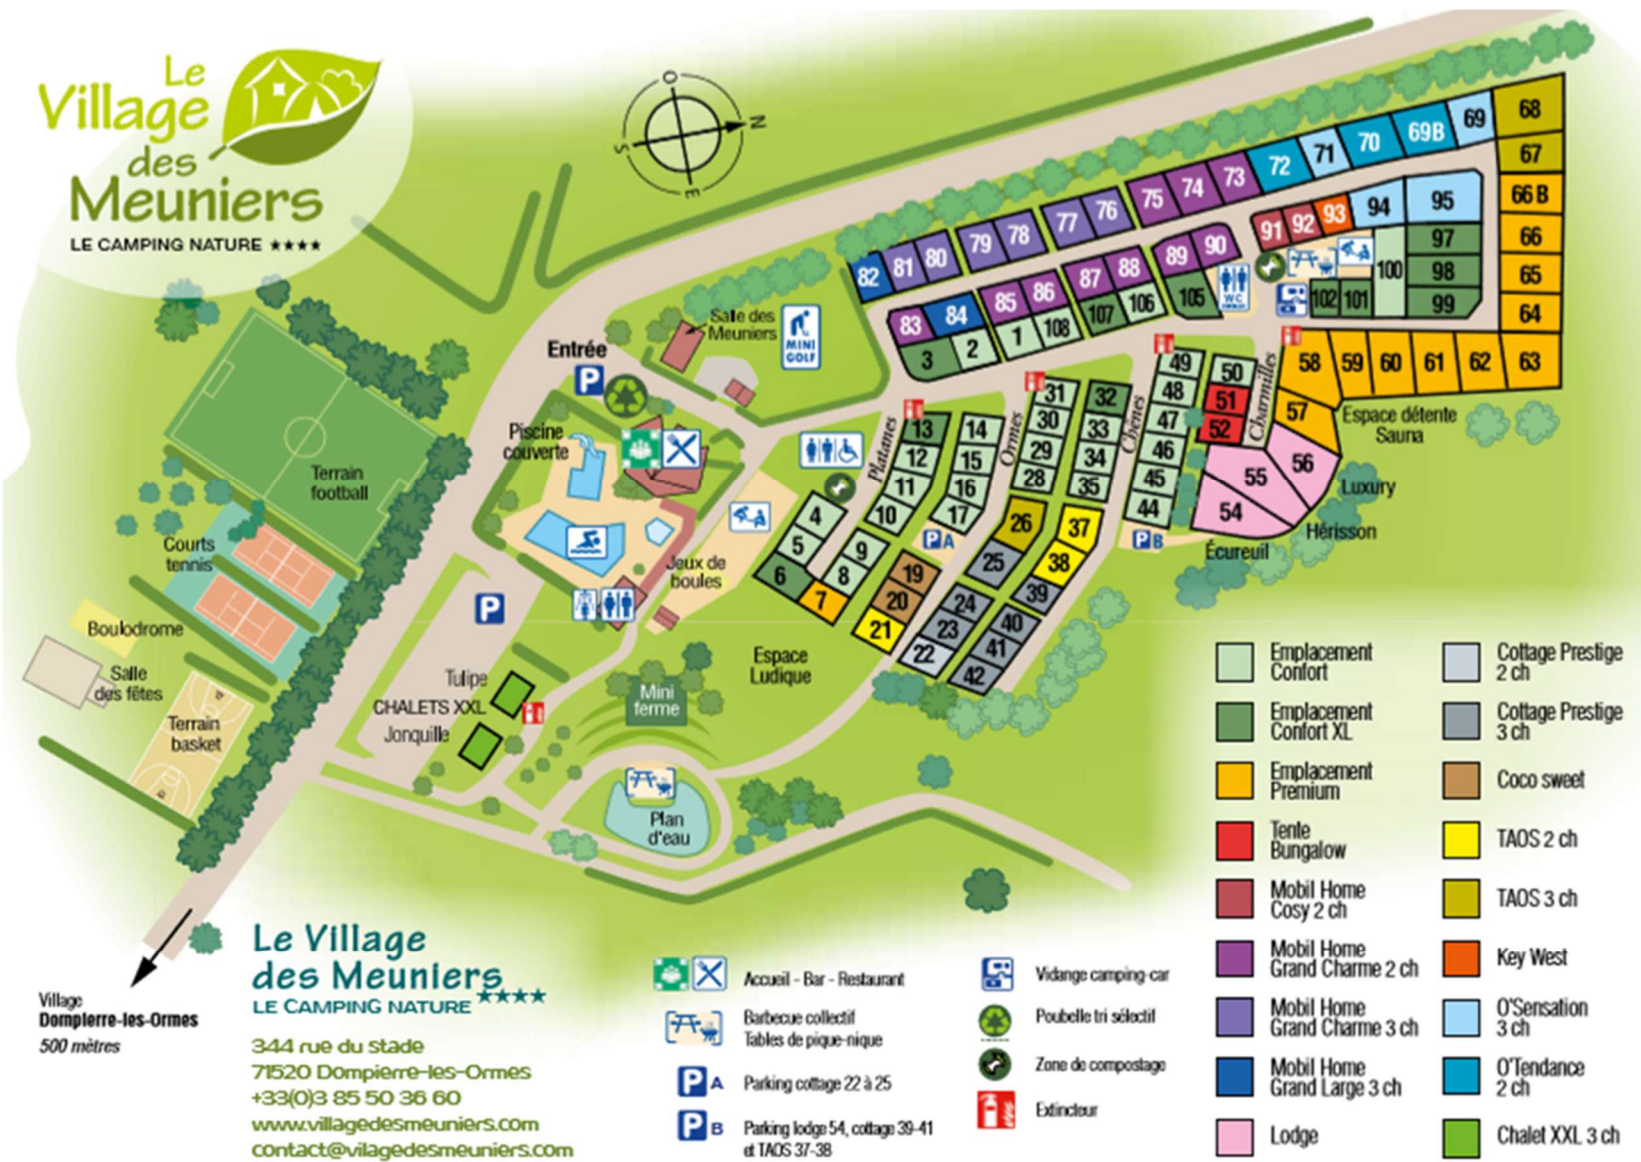 Le
Village
des
Meuniers
LE CAMPING NATURE ★★★★
O
N
S
E
Entrée
P
Salle des
Meuniers
MINI
GOLF
Piscine
couverte
Terrain
football
Courts
tennis
Boulodrome
Salle
des fêtes
Terrain
basket
P
Jeux de
boules
Tulipe
CHALETS XXL
Jonquille
Mini
ferme
Plan
d'eau
Espace
Ludique
Platanes
Ormes
Chênes
Charmilles
WC
Espace détente
Sauna
Luxury
Hérisson
Écureuil
PA
PB
82 81 80 79 78 77 76 75 74 73 72 71 70 69B 69 68
67
66 B
66
65
64
63
62 61 60 59 58
57
56
55
54
83 84 85 86 87 88 89 90
91 92 93 94 95
97
98
99
100
102 101
3 2 1 108 107 106 105
13 12 11 10 9 8 7
4 5 6
14 15 16 17
19 20 21
31 30 29 28
26 25 24 23 22
32 33 34 35
37 38 39 40 41 42
49 48 47 46 45 44
50 51 52
Village
Dompierre-les-Ormes
500 mètres
Le Village
des Meuniers
LE CAMPING NATURE ★★★★
344 rue du stade
71520 Dompierre-les-Ormes
+33(0)3 85 50 36 60
www.villagedesmeuniers.com
contact@vilagedesmeuniers.com
Accueil - Bar - Restaurant
Barbecue collectif
Tables de pique-nique
P A Parking cottage 22 à 25
P B Parking lodge 54, cottage 39-41
et TAOS 37-38
Vidange camping-car
Poubelle tri sélectif
Zone de compostage
Extincteur
Emplacement
Confort
Emplacement
Confort XL
Emplacement
Premium
Tente
Bungalow
Mobil Home
Cosy 2 ch
Mobil Home
Grand Charme 2 ch
Mobil Home
Grand Charme 3 ch
Mobil Home
Grand Large 3 ch
Lodge
Cottage Prestige
2 ch
Cottage Prestige
3 ch
Coco sweet
TAOS 2 ch
TAOS 3 ch
Key West
O'Sensation
3 ch
O'Tendance
2 ch
Chalet XXL 3 ch